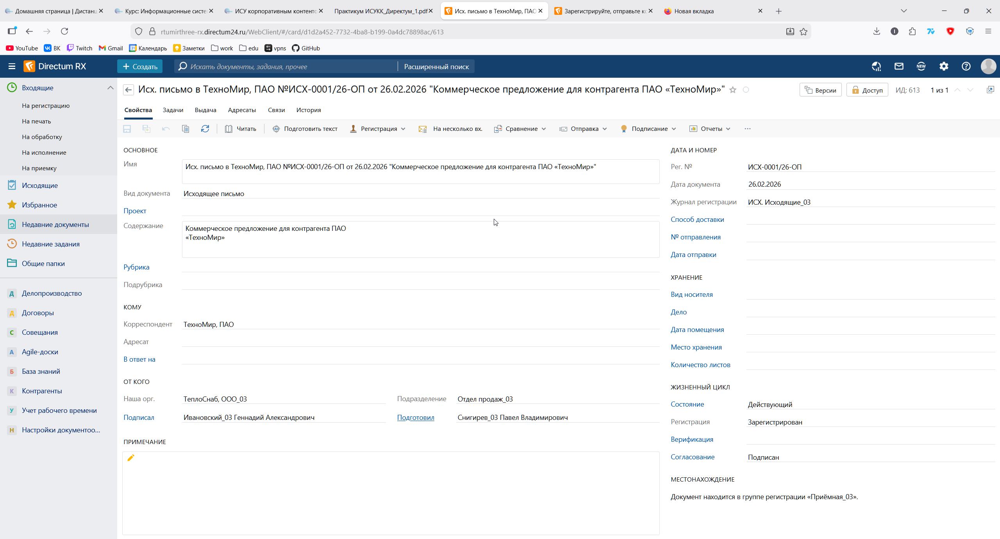 Домашняя страница | Дистанц
Курс: Информационные систе
ИСУ корпоративным контенто
Практикум ИСУКК_Директум_1.pdf
Исх. письмо в ТехноМир, ПАО
Зарегистрируйте, отправьте ко
Новая вкладка
rtumirthree-rx.directum24.ru/WebClient/#/card/d1d2a452-7732-4ba8-b199-0a4dc78898ac/613
YouTube
ВК
Twitch
Gmail
Календарь
Заметки
work
edu
vpns
GitHub
Directum RX
Создать
Искать документы, задания, прочее
Расширенный поиск
NEW
Входящие
На регистрацию
На печать
На обработку
На исполнение
На приемку
Исходящие
Избранное
Недавние документы
Недавние задания
Общие папки
Д Делопроизводство
Д Договоры
С Совещания
A Agile-доски
Б База знаний
К Контрагенты
У Учет рабочего времени
Н Настройки документоо...
Исх. письмо в ТехноМир, ПАО №ИСХ-0001/26-ОП от 26.02.2026 "Коммерческое предложение для контрагента ПАО «ТехноМир»"
Версии
Доступ
ИД: 613
1 из 1
Свойства
Задачи
Выдача
Адресаты
Связи
История
Читать
Подготовить текст
Регистрация
На несколько вх.
Сравнение
Отправка
Подписание
Отчеты
ОСНОВНОЕ
Имя
Исх. письмо в ТехноМир, ПАО №ИСХ-0001/26-ОП от 26.02.2026 "Коммерческое предложение для контрагента ПАО «ТехноМир»"
Вид документа
Исходящее письмо
Проект
Содержание
Коммерческое предложение для контрагента ПАО
«ТехноМир»
Рубрика
Подрубрика
КОМУ
Корреспондент
ТехноМир, ПАО
Адресат
В ответ на
ОТ КОГО
Наша орг.
ТеплоСнаб, ООО_03
Подразделение
Отдел продаж_03
Подписал
Ивановский_03 Геннадий Александрович
Подготовил
Снигирев_03 Павел Владимирович
ПРИМЕЧАНИЕ
ДАТА И НОМЕР
Рег. №
ИСХ-0001/26-ОП
Дата документа
26.02.2026
Журнал регистрации
ИСХ. Исходящие_03
Способ доставки
№ отправления
Дата отправки
ХРАНЕНИЕ
Вид носителя
Дело
Дата помещения
Место хранения
Количество листов
ЖИЗНЕННЫЙ ЦИКЛ
Состояние
Действующий
Регистрация
Зарегистрирован
Верификация
Согласование
Подписан
МЕСТОНАХОЖДЕНИЕ
Документ находится в группе регистрации «Приёмная_03».